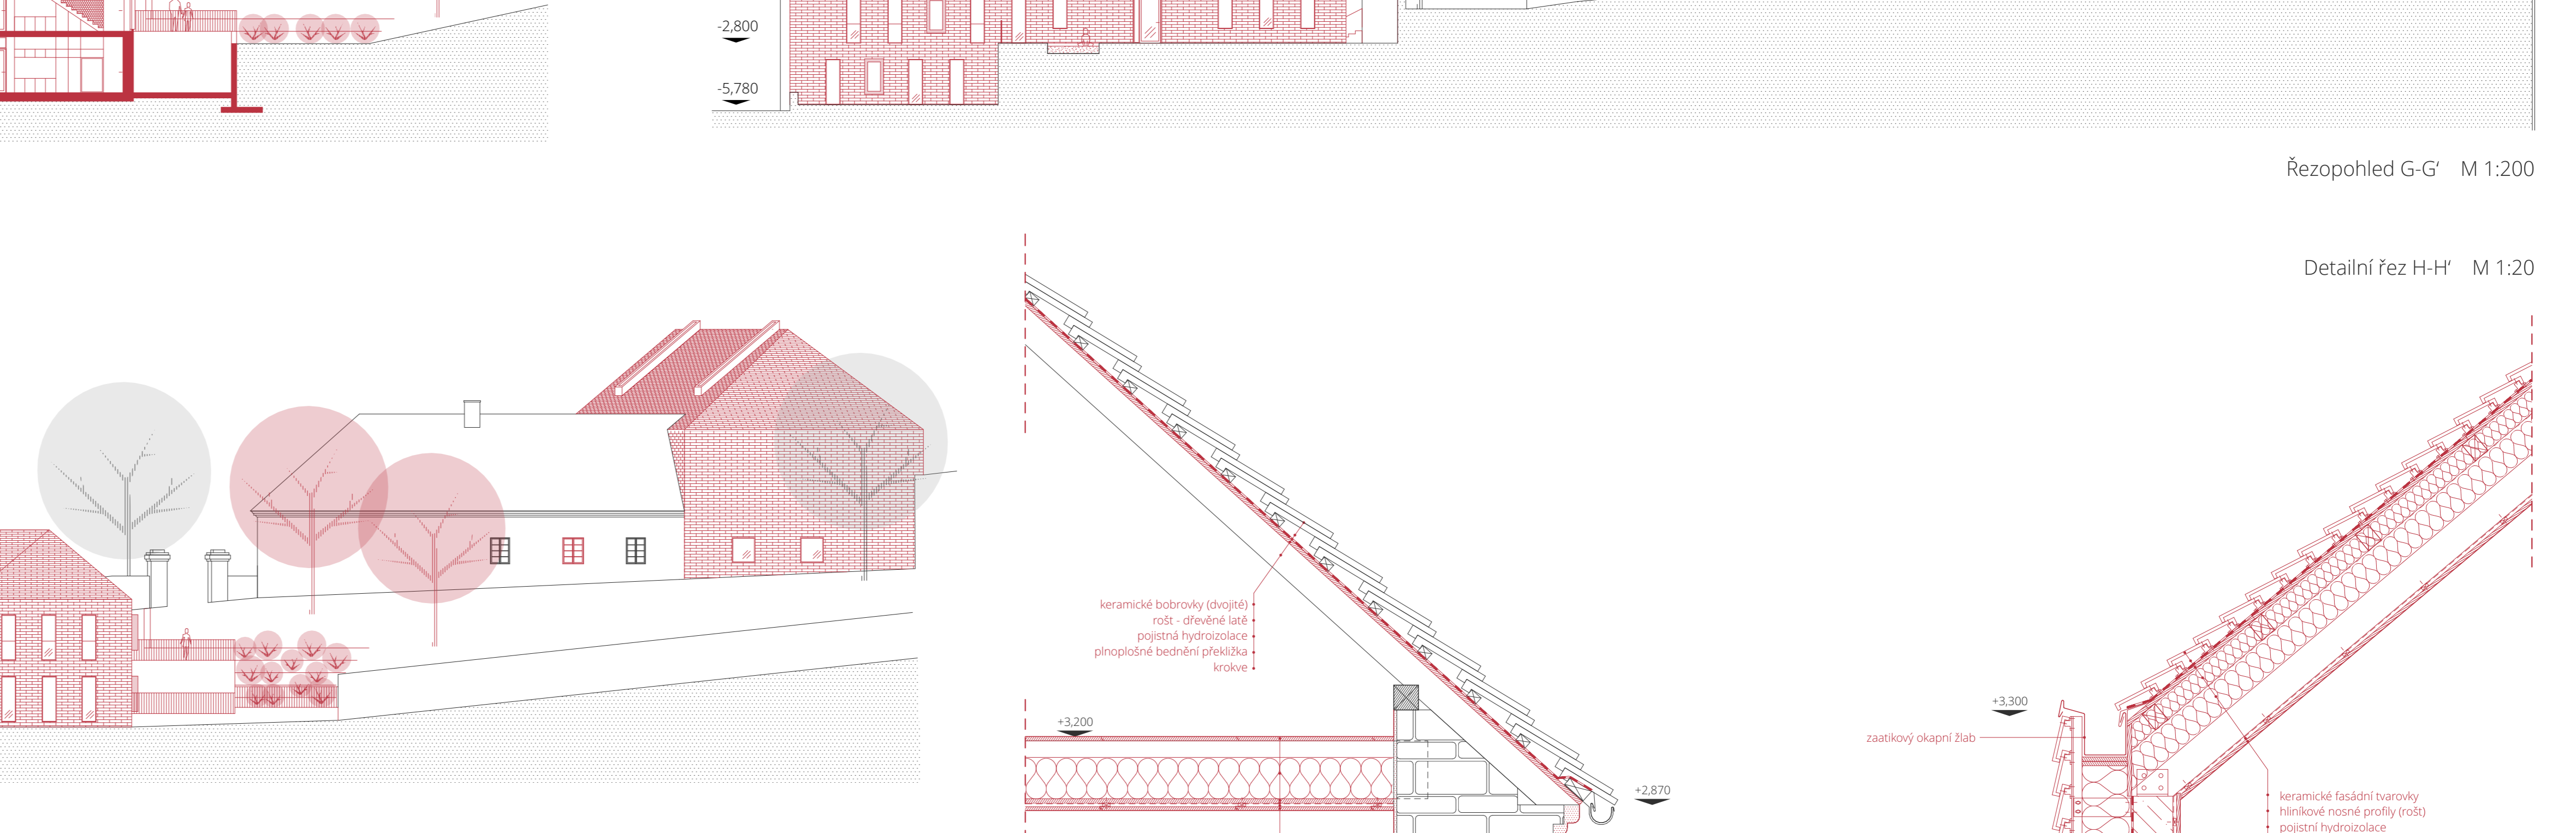 -2,800
-5,780
Řezopohled G-G' M 1:200
Detailní řez H-H' M 1:20
keramické bobrovky (dvojité)
rošt - dřevěné latě
pojistná hydroizolace
plnoplošné bednění překližka
krokve
+3,200
+2,870
+3,300
zaatikový okapní žlab
keramické fasádní tvarovky
hliníkové nosné profily (rošt)
pojistní hydroizolace